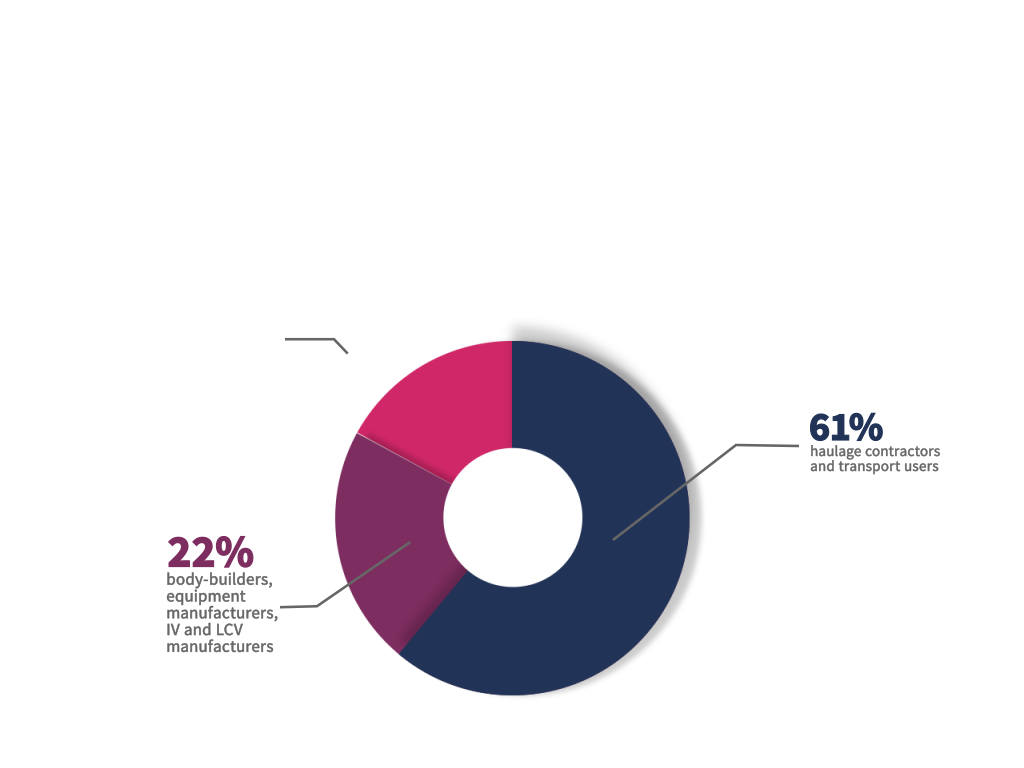 61%
haulage contractors
and transport users
22%
body-builders,
equipment
manufacturers,
IV and LCV
manufacturers